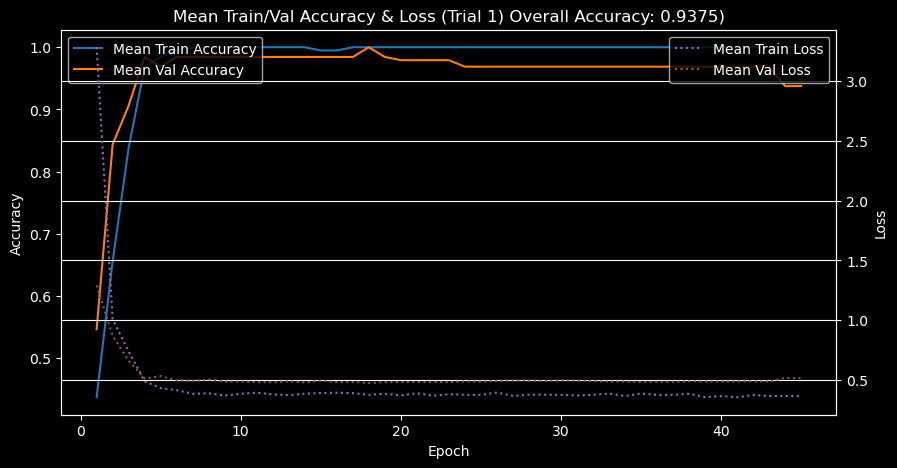 Mean Train/Val Accuracy & Loss (Trial 1) Overall Accuracy: 0.9375)
Mean Train Accuracy
Mean Val Accuracy
Mean Train Loss
Mean Val Loss
1.0
0.9
0.8
0.7
0.6
0.5
Accuracy
3.0
2.5
2.0
1.5
1.0
0.5
Loss
0 10 20 30 40
Epoch